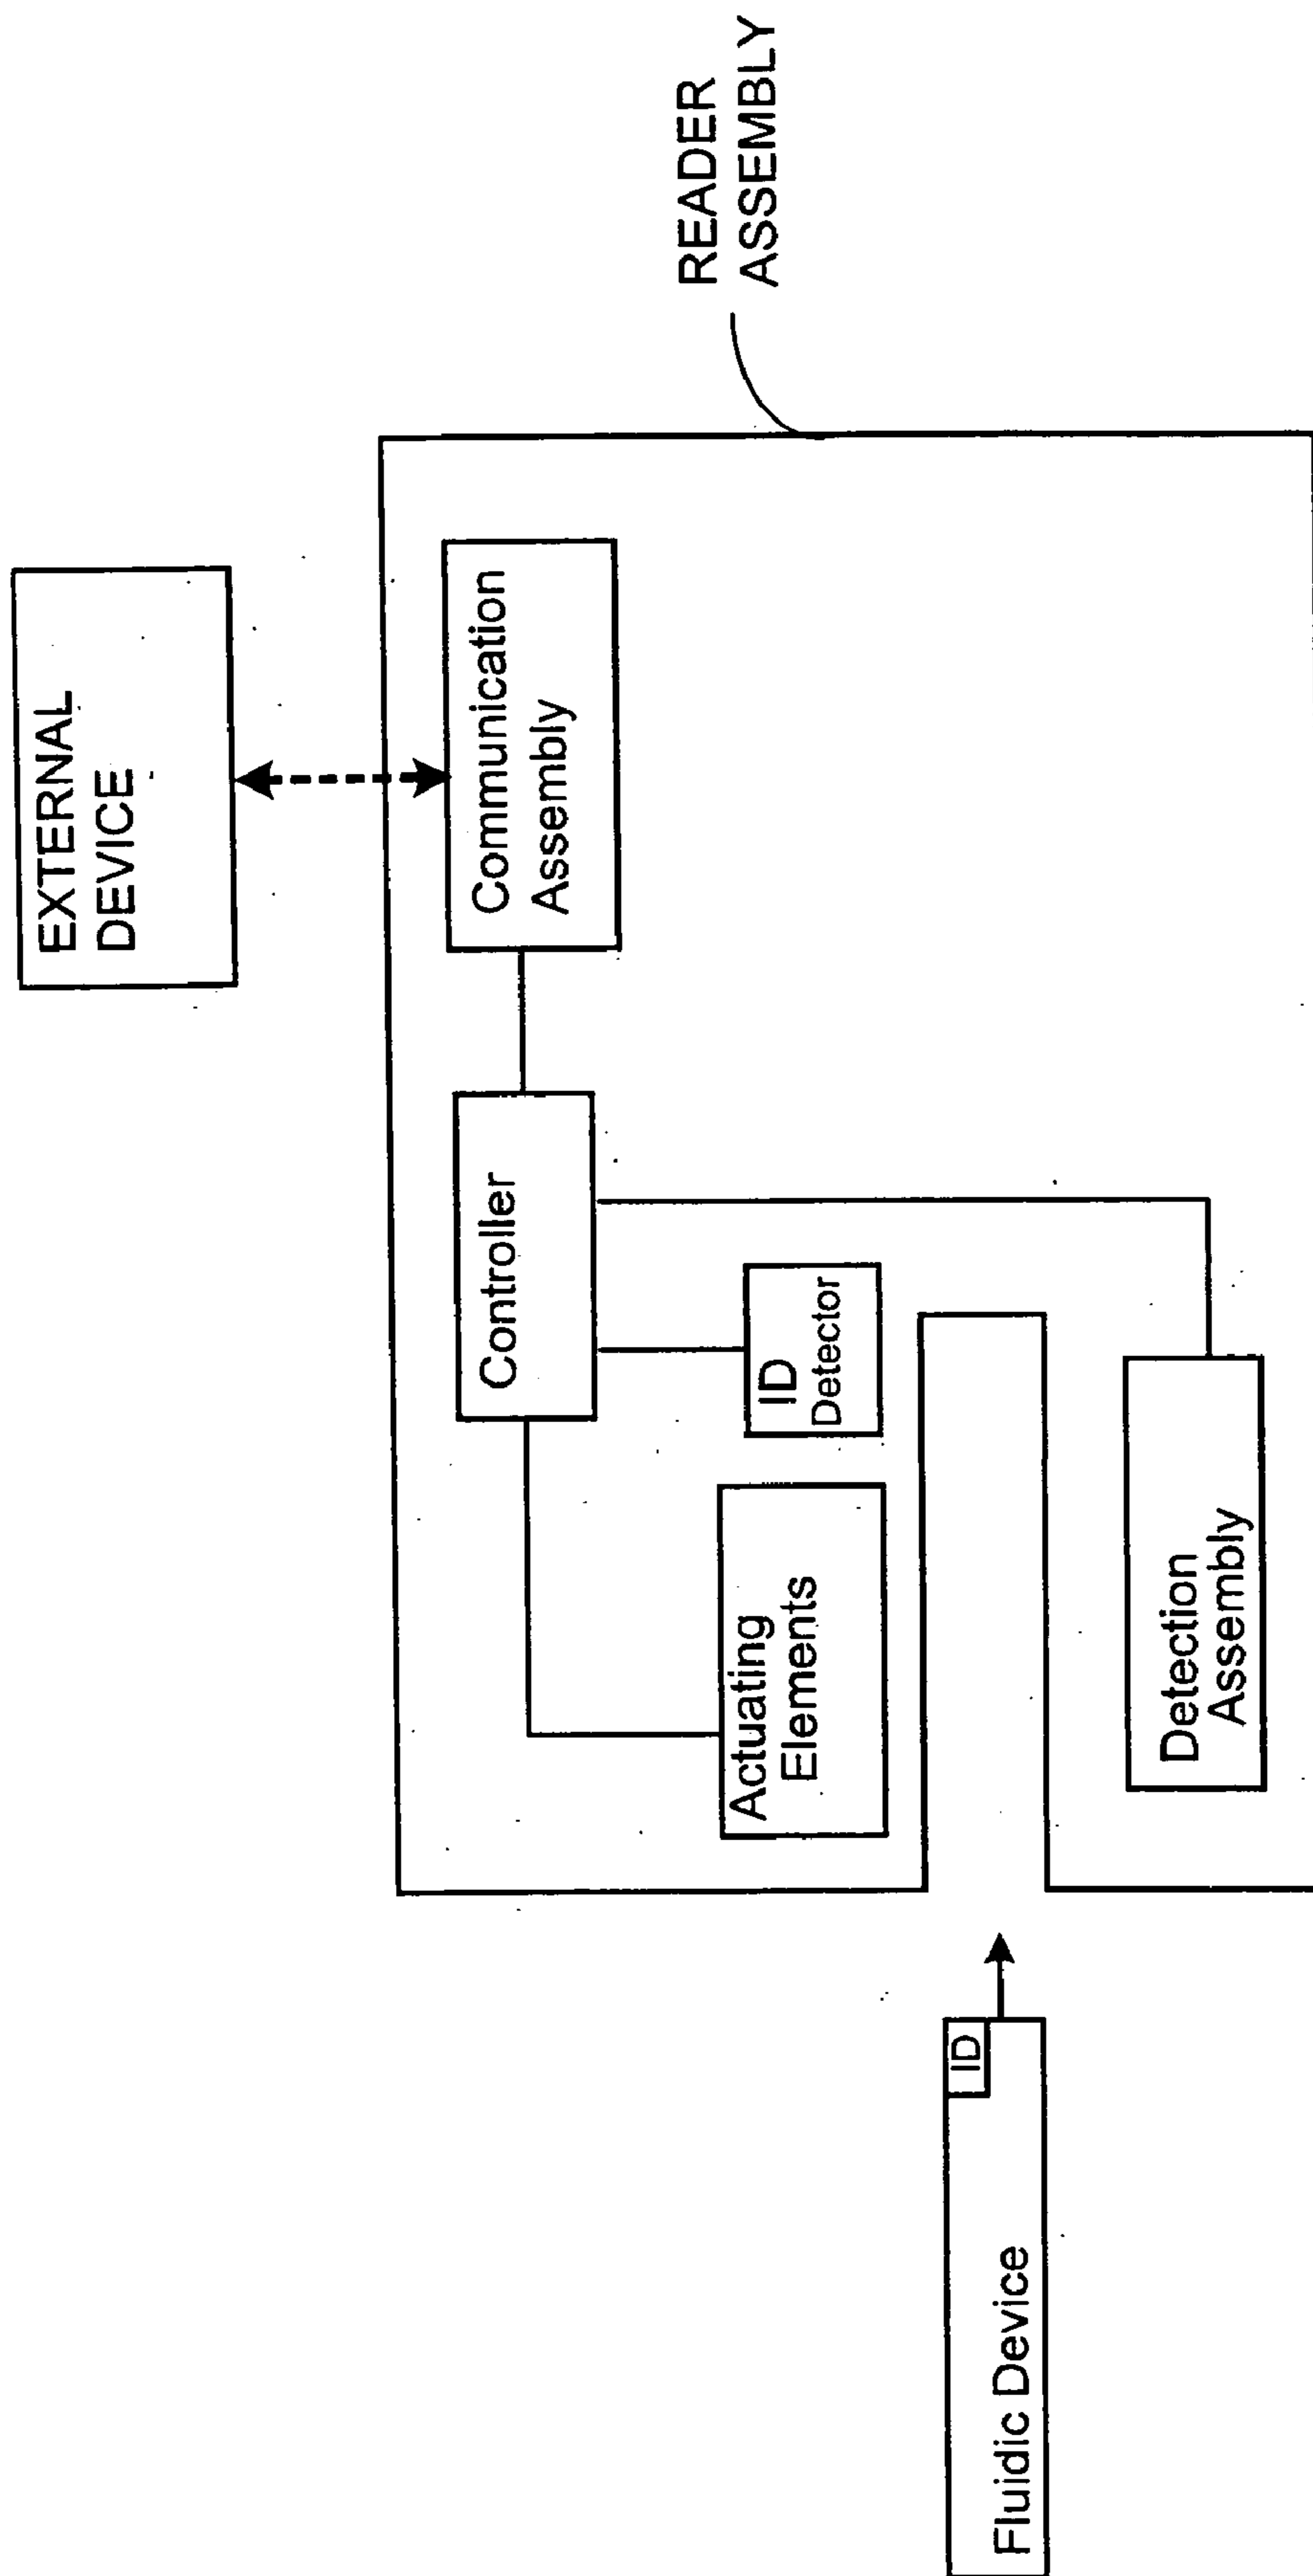 EXTERNAL
DEVICE
READER
ASSEMBLY
Communication
Assembly
Controller
ID
Detector
Actuating
Elements
Detection
Assembly
ID
Fluidic Device